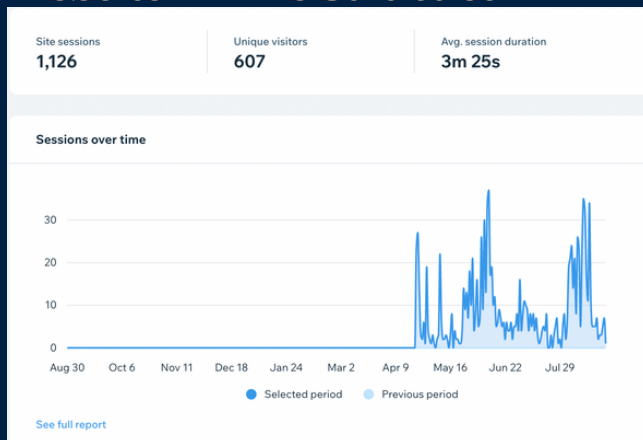 Site sessions
1,126
Unique visitors
607
Avg. session duration
3m 25s
Sessions over time
30
20
10
0
Aug 30 Oct 6 Nov 11 Dec 18 Jan 24 Mar 2 Apr 9 May 16 Jun 22 Jul 29
Selected period Previous period
See full report